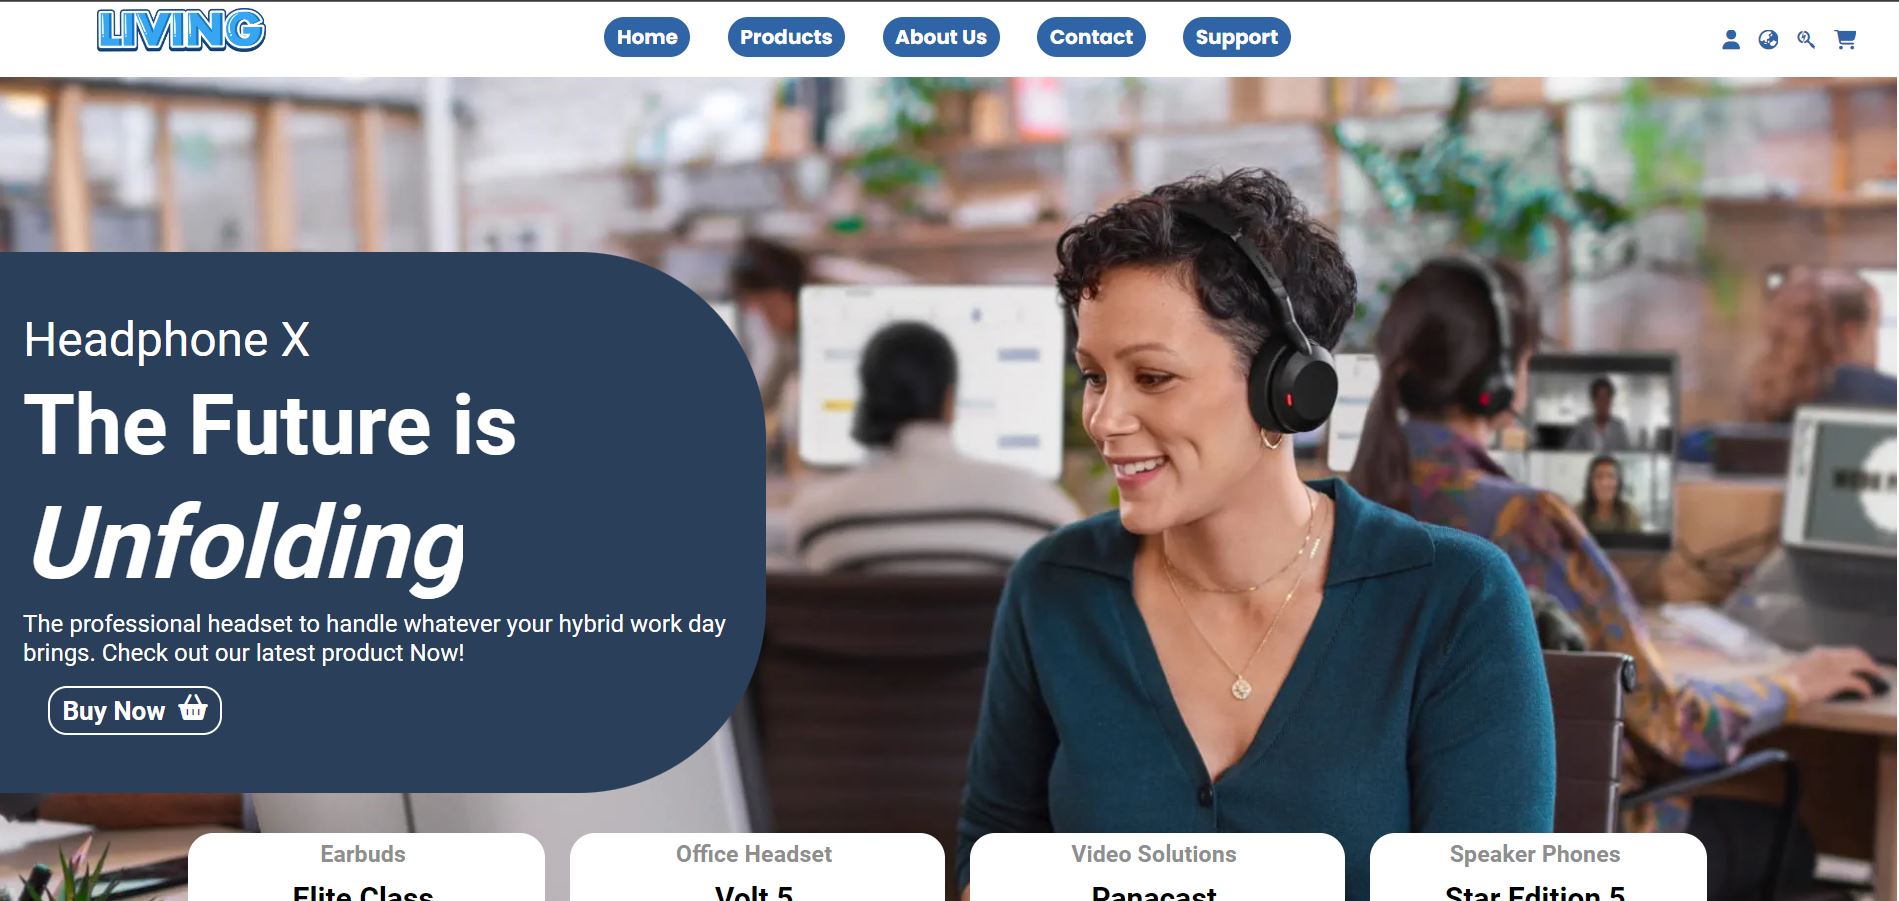 LIVING
Home
Products
About Us
Contact
Support
Headphone X
The Future is
Unfolding
The professional headset to handle whatever your hybrid work day
brings. Check out our latest product Now!
Buy Now
Earbuds
Elite Class
Office Headset
Volt 5
Video Solutions
Panacast
Speaker Phones
Star Edition 5